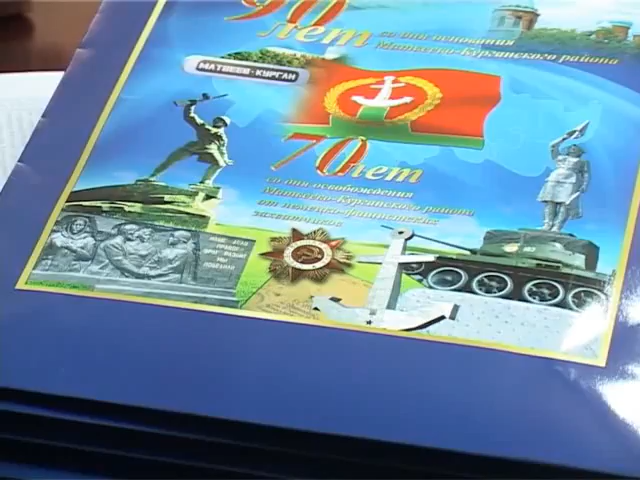 90
лет со дня основания
Матвеево-Курганского района
МАТВЕЕВ-КУРГАН
70 лет
со дня освобождения
Матвеево-Курганского района
от немецко-фашистских
захватчиков